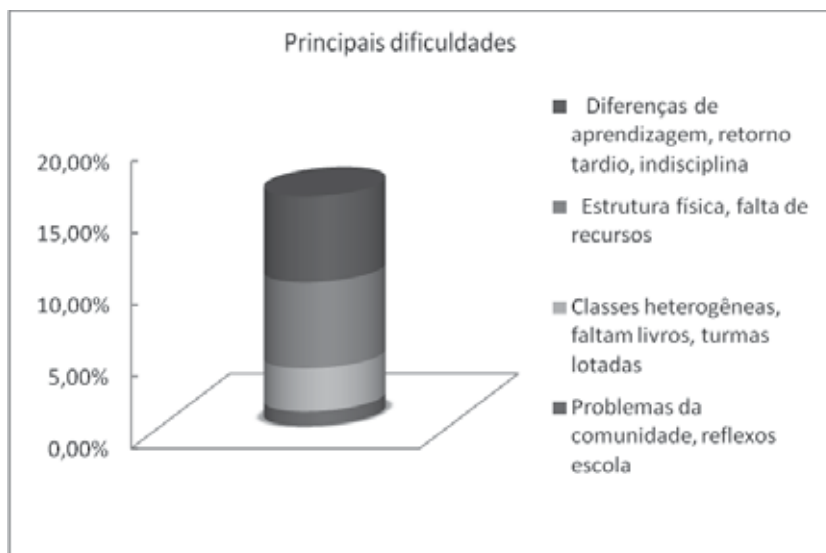 Principais dificuldades
20,00%
15,00%
10,00%
5,00%
0,00%
Diferenças de
aprendizagem, retorno
tardio, indisciplina
Estrutura física, falta de
recursos
Classes heterogêneas,
faltam livros, turmas
lotadas
Problemas da
comunidade, reflexos
escola